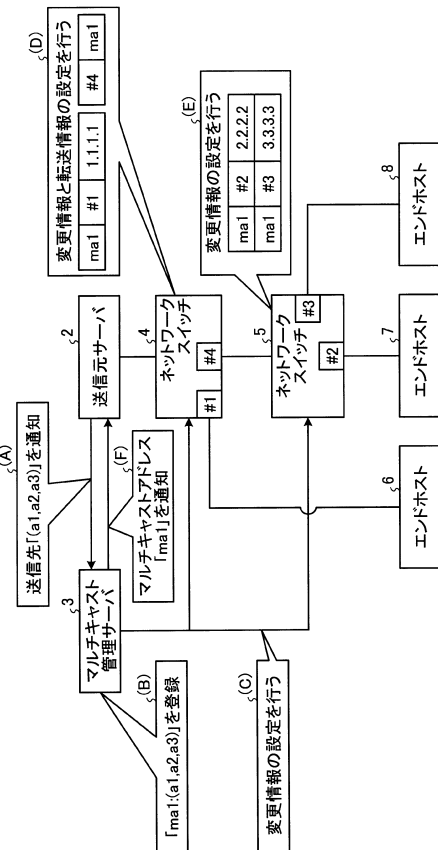 (A)
送信先「(a1,a2,a3)」を通知
(B)
「ma1:(a1,a2,a3)」を登録
3
マルチキャスト
管理サーバ
(F)
マルチキャストアドレス
「ma1」を通知
(C)
変更情報の設定を行う
2
送信元サーバ
(D)
変更情報と転送情報の設定を行う
ma1 #1 1.1.1.1
#4 ma1
4
ネットワーク
スイッチ
#1
#4
(E)
変更情報の設定を行う
ma1 #2 2.2.2.2
ma1 #3 3.3.3.3
5
ネットワーク
スイッチ
#2
#3
6
エンドホスト
7
エンドホスト
8
エンドホスト